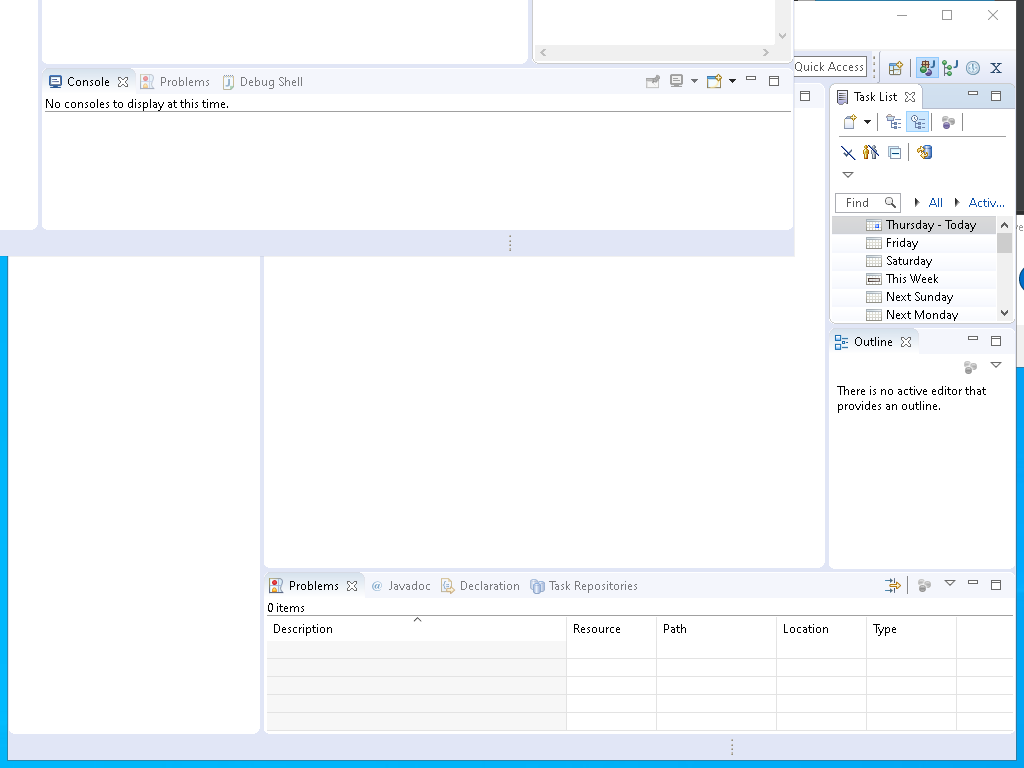 Console
Problems
Debug Shell
No consoles to display at this time.
Quick Access
Task List
Find
All
Activ...
Thursday - Today
Friday
Saturday
This Week
Next Sunday
Next Monday
Outline
There is no active editor that
provides an outline.
Problems
@ Javadoc
Declaration
Task Repositories
0 items
Description
Resource
Path
Location
Type